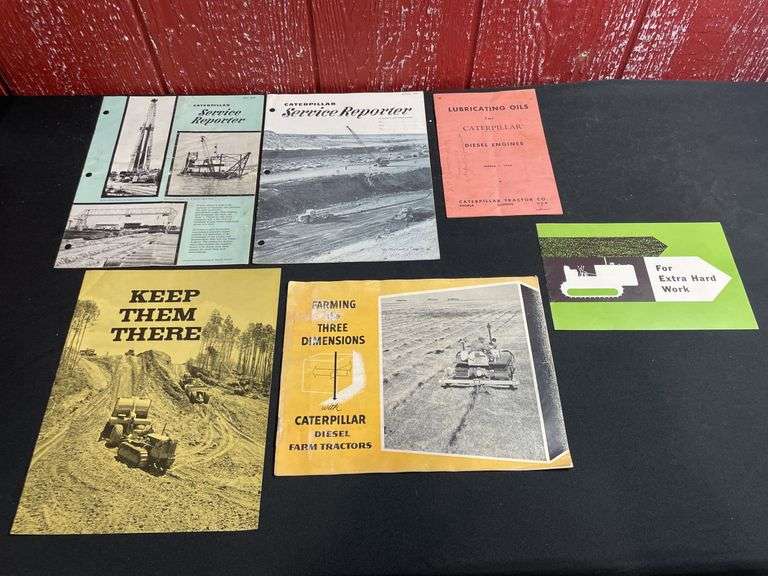 CATERPILLAR
Service
Reporter
CATERPILLAR
Service Reporter
LUBRICATING OILS
"CATERPILLAR"
DIESEL ENGINES
CATERPILLAR TRACTOR CO.
For
Extra Hard
Work
KEEP
THEM
THERE
FARMING
THREE
DIMENSIONS
with
CATERPILLAR
DIESEL
FARM TRACTORS